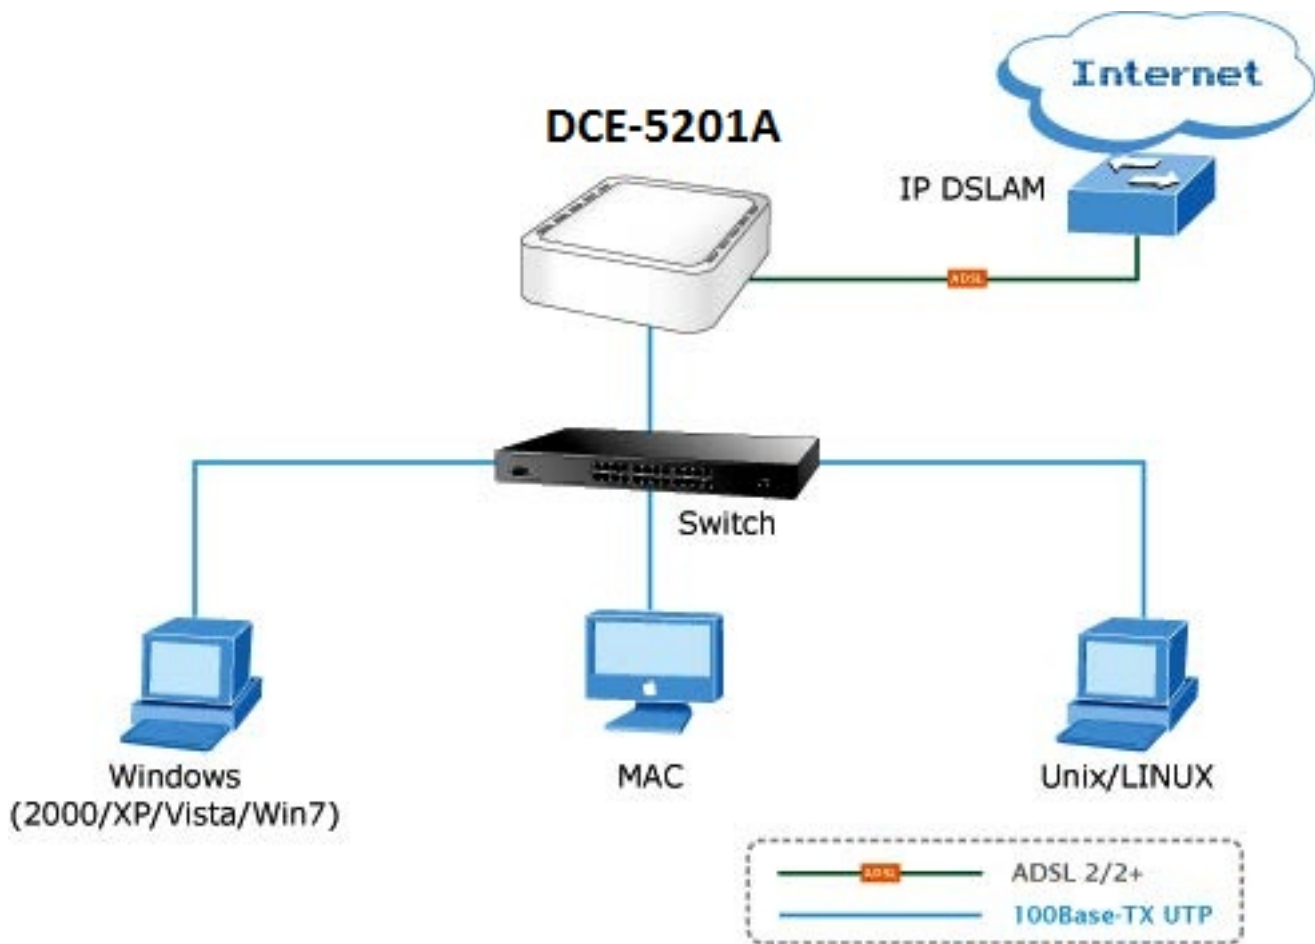 Internet
DCE-5201A
IP DSLAM
ADSL
Switch
Windows
(2000/XP/Vista/Win7)
MAC
Unix/LINUX
ADSL
ADSL 2/2+
100Base-TX UTP